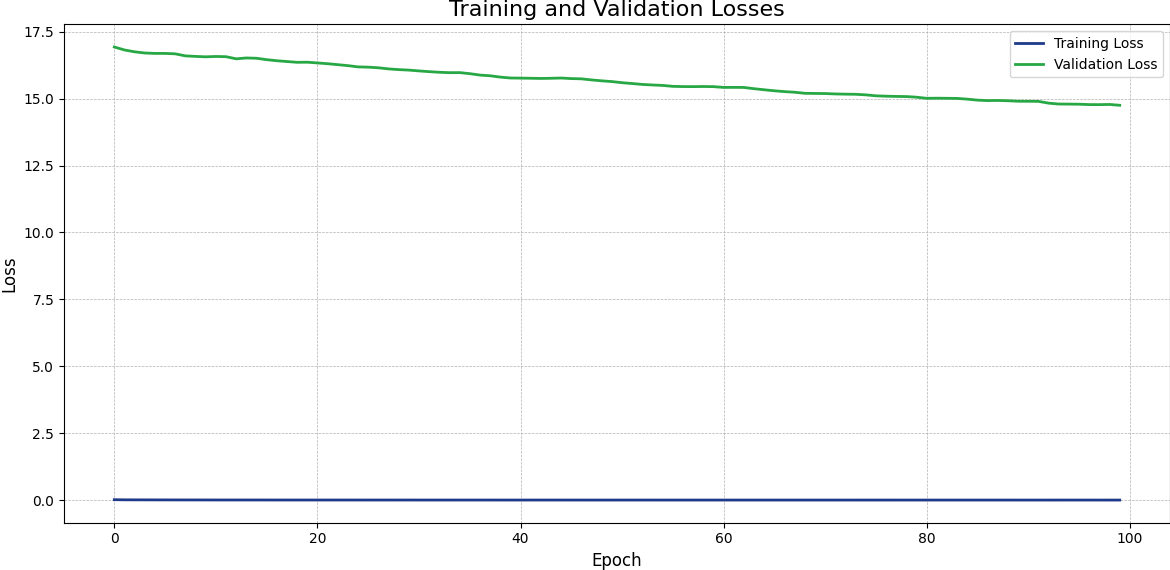 Training and Validation Losses
17.5
15.0
12.5
10.0
7.5
5.0
2.5
0.0
Loss
Training Loss
Validation Loss
0 20 40 60 80 100
Epoch